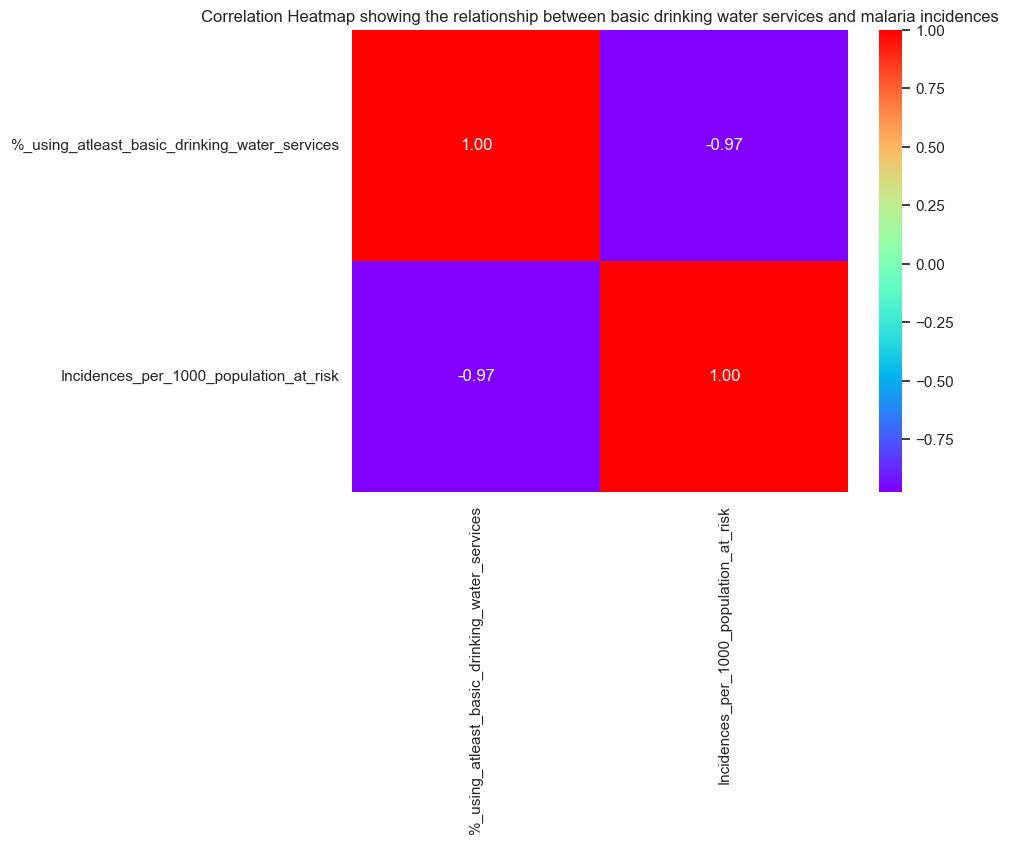 Correlation Heatmap showing the relationship between basic drinking water services and malaria incidences
%_using_atleast_basic_drinking_water_services
1.00
-0.97
Incidences_per_1000_population_at_risk
-0.97
1.00
%_using_atleast_basic_drinking_water_services
Incidences_per_1000_population_at_risk
1.00
0.75
0.50
0.25
0.00
−0.25
−0.50
−0.75